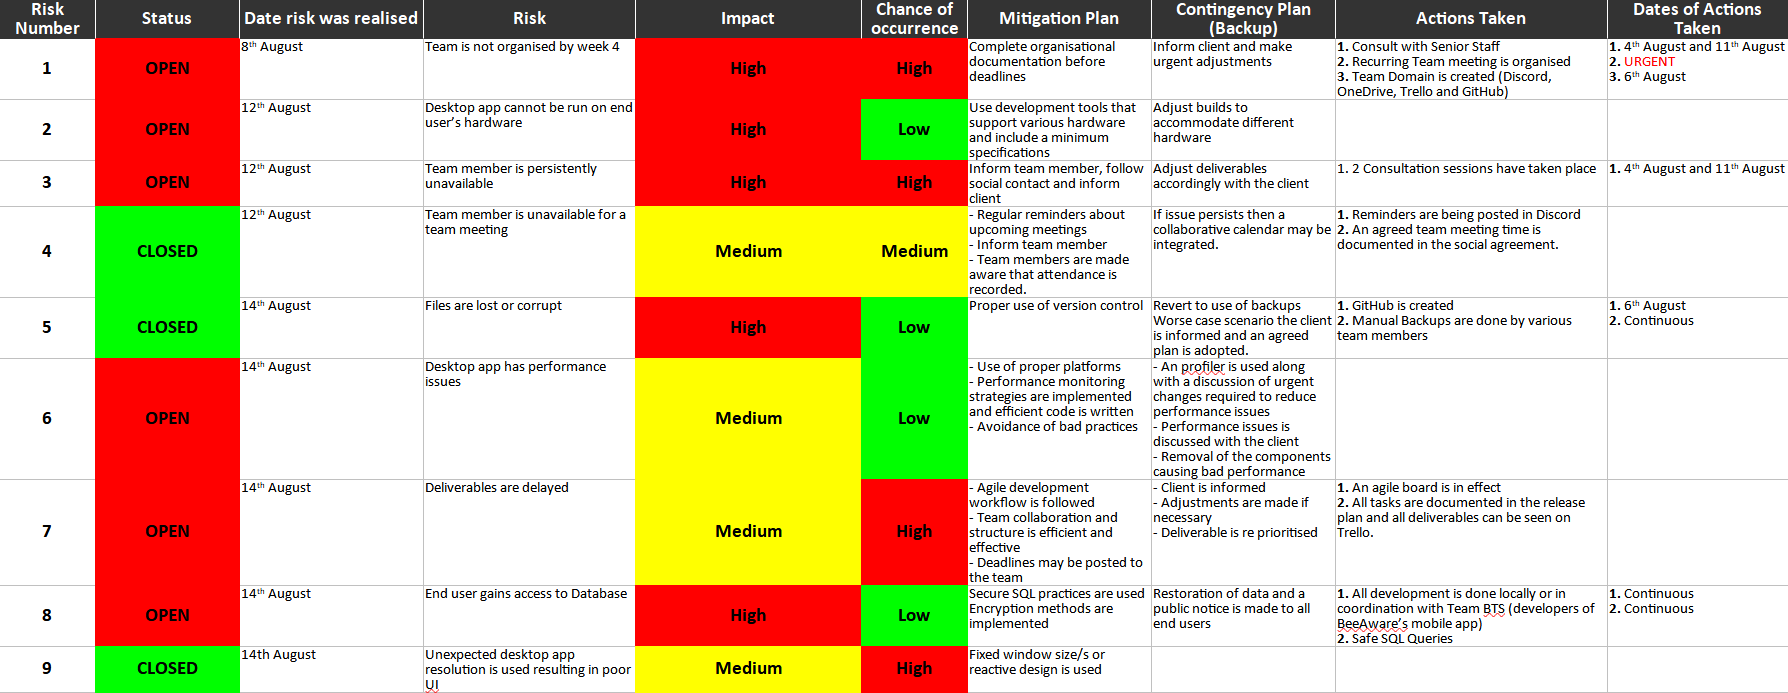 Risk Number
Status
Date risk was realised
Risk
Impact
Chance of occurrence
Mitigation Plan
Contingency Plan (Backup)
Actions Taken
Dates of Actions Taken
1
OPEN
8th August
Team is not organised by week 4
High
High
Complete organisational
documentation before
deadlines
Inform client and make
urgent adjustments
1. Consult with Senior Staff
2. Recurring Team meeting is organised
3. Team Domain is created (Discord,
OneDrive, Trello and GitHub)
1. 4th August and 11th August
2. URGENT
3. 6th August
2
OPEN
12th August
Desktop app cannot be run on end
user's hardware
High
Low
Use development tools that
support various hardware
and include a minimum
specifications
Adjust builds to
accommodate different
hardware
3
OPEN
12th August
Team member is persistently
unavailable
High
High
Inform team member, follow
social contact and inform
client
Adjust deliverables
accordingly with the client
1. 2 Consultation sessions have taken place
1. 4th August and 11th August
4
CLOSED
12th August
Team member is unavailable for a
team meeting
Medium
Medium
- Regular reminders about
upcoming meetings
- Inform team member
- Team members are made
aware that attendance is
recorded.
If issue persists then a
collaborative calendar may be
integrated.
1. Reminders are being posted in Discord
2. An agreed team meeting time is
documented in the social agreement.
5
CLOSED
14th August
Files are lost or corrupt
High
Low
Proper use of version control
Revert to use of backups
Worse case scenario the client
is informed and an agreed
plan is adopted.
1. GitHub is created
2. Manual Backups are done by various
team members
1. 6th August
2. Continuous
6
OPEN
14th August
Desktop app has performance
issues
Medium
Low
- Use of proper platforms
- Performance monitoring
strategies are implemented
and efficient code is written
- Avoidance of bad practices
- An profiler is used along
with a discussion of urgent
changes required to reduce
performance issues
- Performance issues is
discussed with the client
- Removal of the components
causing bad performance
7
OPEN
14th August
Deliverables are delayed
Medium
High
- Agile development
workflow is followed
- Team collaboration and
structure is efficient and
effective
- Deadlines may be posted to
the team
- Client is informed
- Adjustments are made if
necessary
- Deliverable is re prioritised
1. An agile board is in effect
2. All tasks are documented in the release
plan and all deliverables can be seen on
Trello.
8
OPEN
14th August
End user gains access to Database
High
Low
Secure SQL practices are used
Encryption methods are
implemented
Restoration of data and a
public notice is made to all
end users
1. All development is done locally or in
coordination with Team BTS (developers of
BeeAware's mobile app)
2. Safe SQL Queries
1. Continuous
2. Continuous
9
CLOSED
14th August
Unexpected desktop app
resolution is used resulting in poor
UI
Medium
High
Fixed window size/s or
reactive design is used